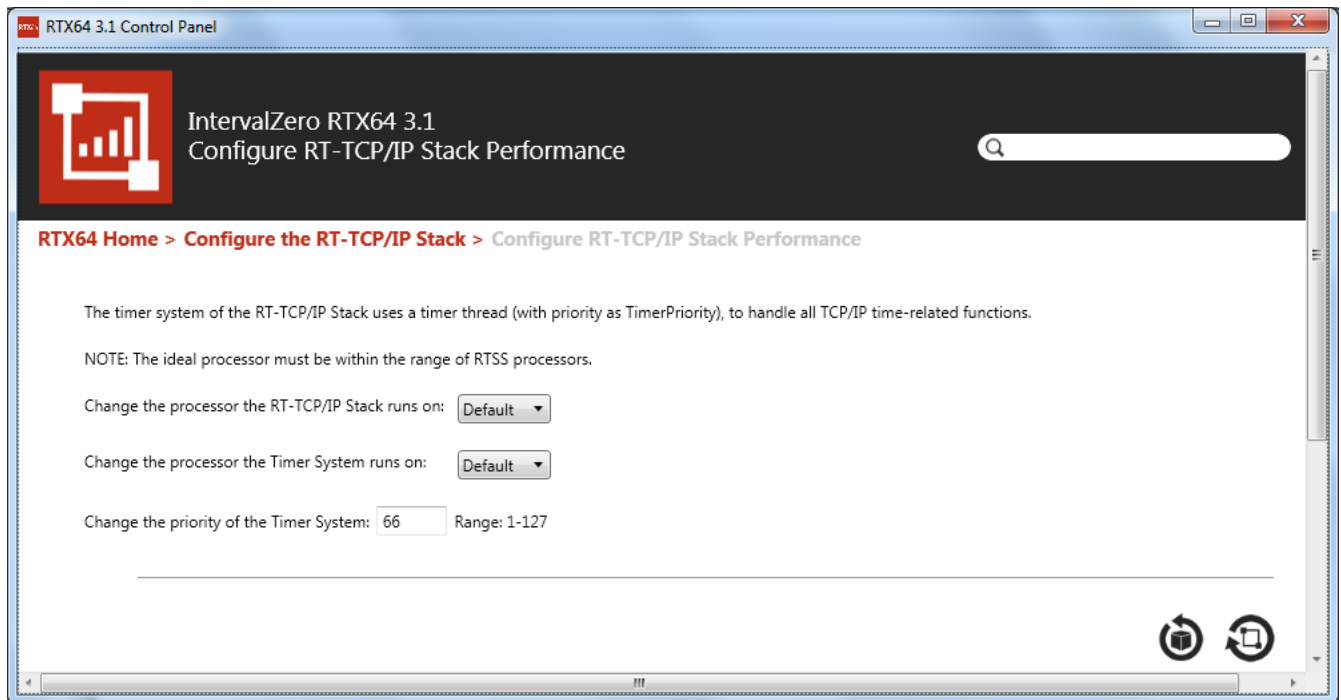 RTX64 3.1 Control Panel
IntervalZero RTX64 3.1
Configure RT-TCP/IP Stack Performance
RTX64 Home > Configure the RT-TCP/IP Stack > Configure RT-TCP/IP Stack Performance
The timer system of the RT-TCP/IP Stack uses a timer thread (with priority as TimerPriority), to handle all TCP/IP time-related functions.
NOTE: The ideal processor must be within the range of RTSS processors.
Change the processor the RT-TCP/IP Stack runs on: Default
Change the processor the Timer System runs on: Default
Change the priority of the Timer System: 66 Range: 1-127